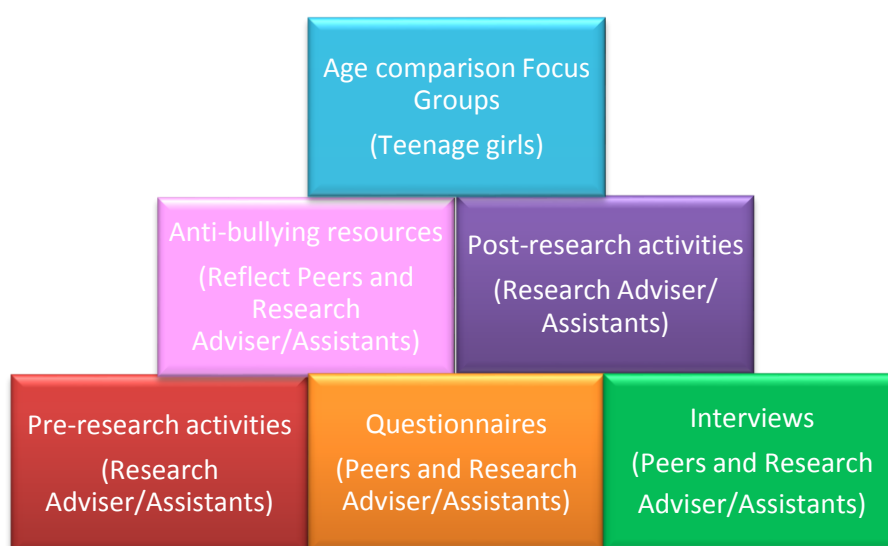 Age comparison Focus
Groups
(Teenage girls)
Anti-bullying resources
(Reflect Peers and
Research
Adviser/Assistants)
Post-research activities
(Research Adviser/
Assistants)
Pre-research activities
(Research
Adviser/Assistants)
Questionnaires
(Peers and Research
Adviser/Assistants)
Interviews
(Peers and Research
Adviser/Assistants)